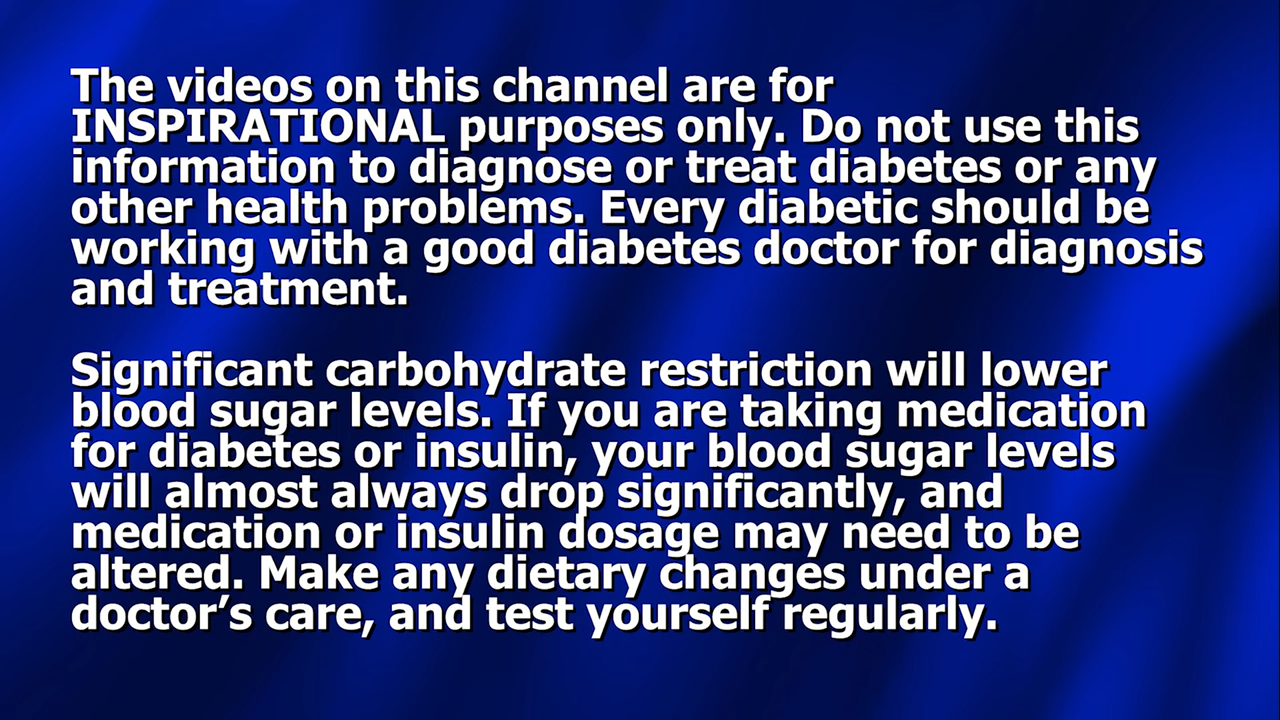 The videos on this channel are for
INSPIRATIONAL purposes only. Do not use this
information to diagnose or treat diabetes or any
other health problems. Every diabetic should be
working with a good diabetes doctor for diagnosis
and treatment.
Significant carbohydrate restriction will lower
blood sugar levels. If you are taking medication
for diabetes or insulin, your blood sugar levels
will almost always drop significantly, and
medication or insulin dosage may need to be
altered. Make any dietary changes under a
doctor’s care, and test yourself regularly.